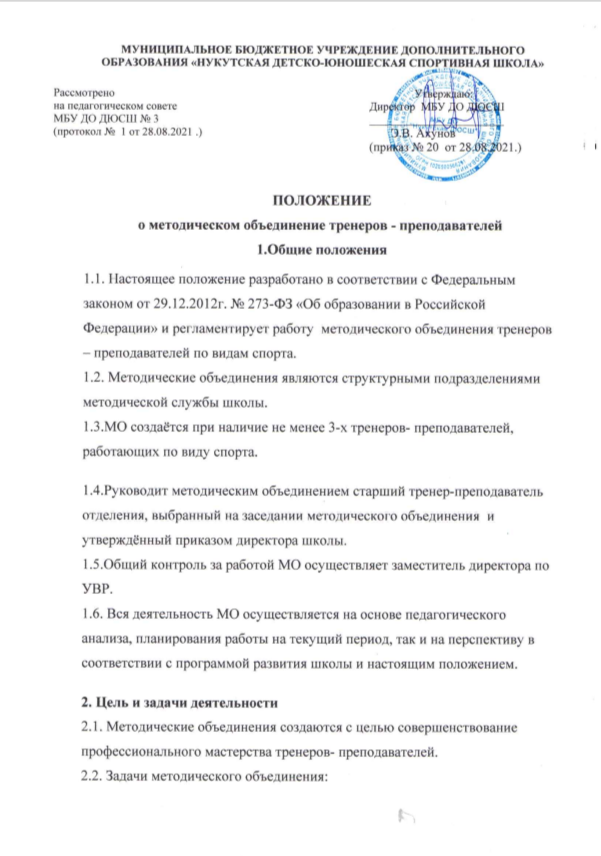 МУНИЦИПАЛЬНОЕ БЮДЖЕТНОЕ УЧРЕЖДЕНИЕ ДОПОЛНИТЕЛЬНОГО
ОБРАЗОВАНИЯ «НУКУТСКАЯ ДЕТСКО-ЮНОШЕСКАЯ СПОРТИВНАЯ ШКОЛА»
Рассмотрено
на педагогическом совете
МБУ ДО ДЮСШ № 3
(протокол № 1 от 28.08.2021 .)
Утверждаю:
Директор МБУ ДО ДЮСШ
Э.В. Акунов
(приказ № 20 от 28.08.2021.)
ПОЛОЖЕНИЕ
о методическом объединение тренеров - преподавателей
1.Общие положения
1.1. Настоящее положение разработано в соответствии с Федеральным
законом от 29.12.2012г. № 273-ФЗ «Об образовании в Российской
Федерации» и регламентирует работу методического объединения тренеров
– преподавателей по видам спорта.
1.2. Методические объединения являются структурными подразделениями
методической службы школы.
1.3.МО создаётся при наличие не менее 3-х тренеров- преподавателей,
работающих по виду спорта.
1.4.Руководит методическим объединением старший тренер-преподаватель
отделения, выбранный на заседании методического объединения и
утверждённый приказом директора школы.
1.5.Общий контроль за работой МО осуществляет заместитель директора по
УВР.
1.6. Вся деятельность МО осуществляется на основе педагогического
анализа, планирования работы на текущий период, так и на перспективу в
соответствии с программой развития школы и настоящим положением.
2. Цель и задачи деятельности
2.1. Методические объединения создаются с целью совершенствование
профессионального мастерства тренеров- преподавателей.
2.2. Задачи методического объединения: